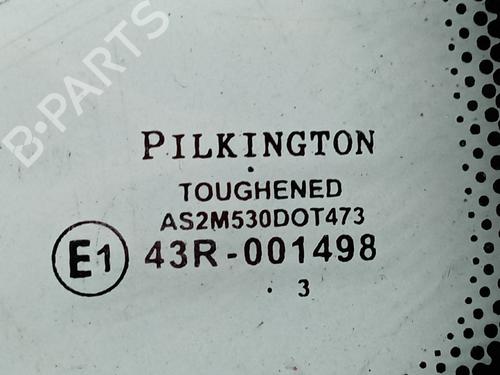 B-PARTS
PILKINGTON
TOUGHENED
AS2M530DOT473
E1 43R-001498
. 3